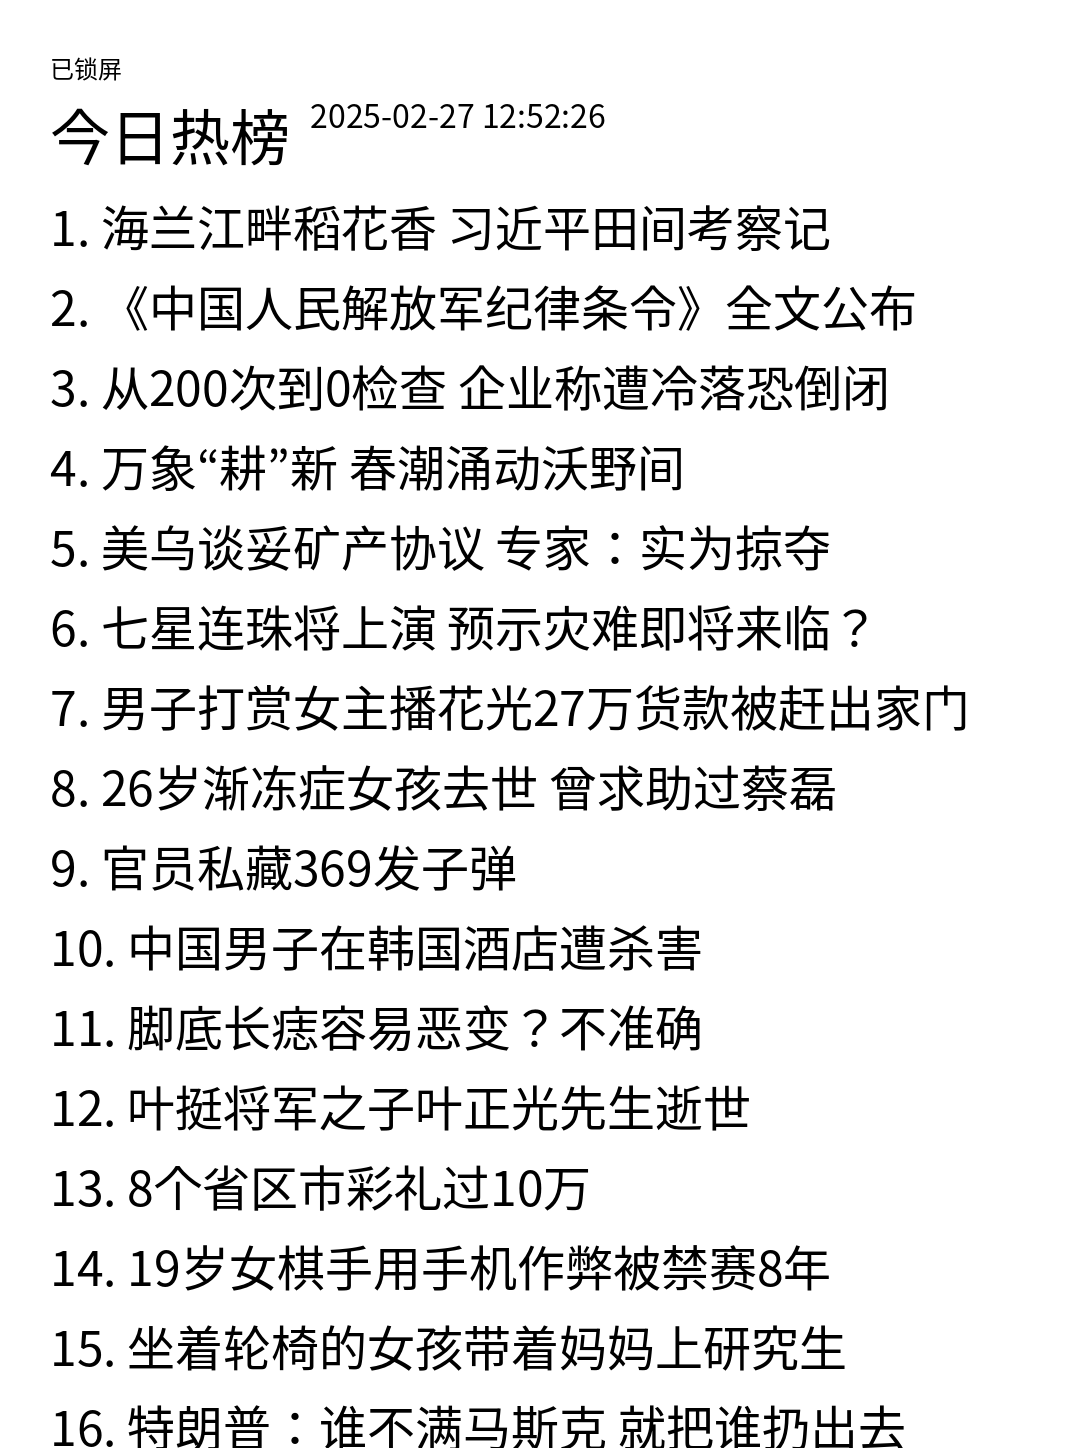 已锁屏
今日热榜 2025-02-27 12:52:26
1. 海兰江畔稻花香 习近平田间考察记
2. 《中国人民解放军纪律条令》全文公布
3. 从200次到0检查 企业称遭冷落恐倒闭
4. 万象“耕”新 春潮涌动沃野间
5. 美乌谈妥矿产协议 专家：实为掠夺
6. 七星连珠将上演 预示灾难即将来临？
7. 男子打赏女主播花光27万货款被赶出家门
8. 26岁渐冻症女孩去世 曾求助过蔡磊
9. 官员私藏369发子弹
10. 中国男子在韩国酒店遭杀害
11. 脚底长痣容易恶变？不准确
12. 叶挺将军之子叶正光先生逝世
13. 8个省区市彩礼过10万
14. 19岁女棋手用手机作弊被禁赛8年
15. 坐着轮椅的女孩带着妈妈上研究生
16. 特朗普：谁不满马斯克 就把谁扔出去